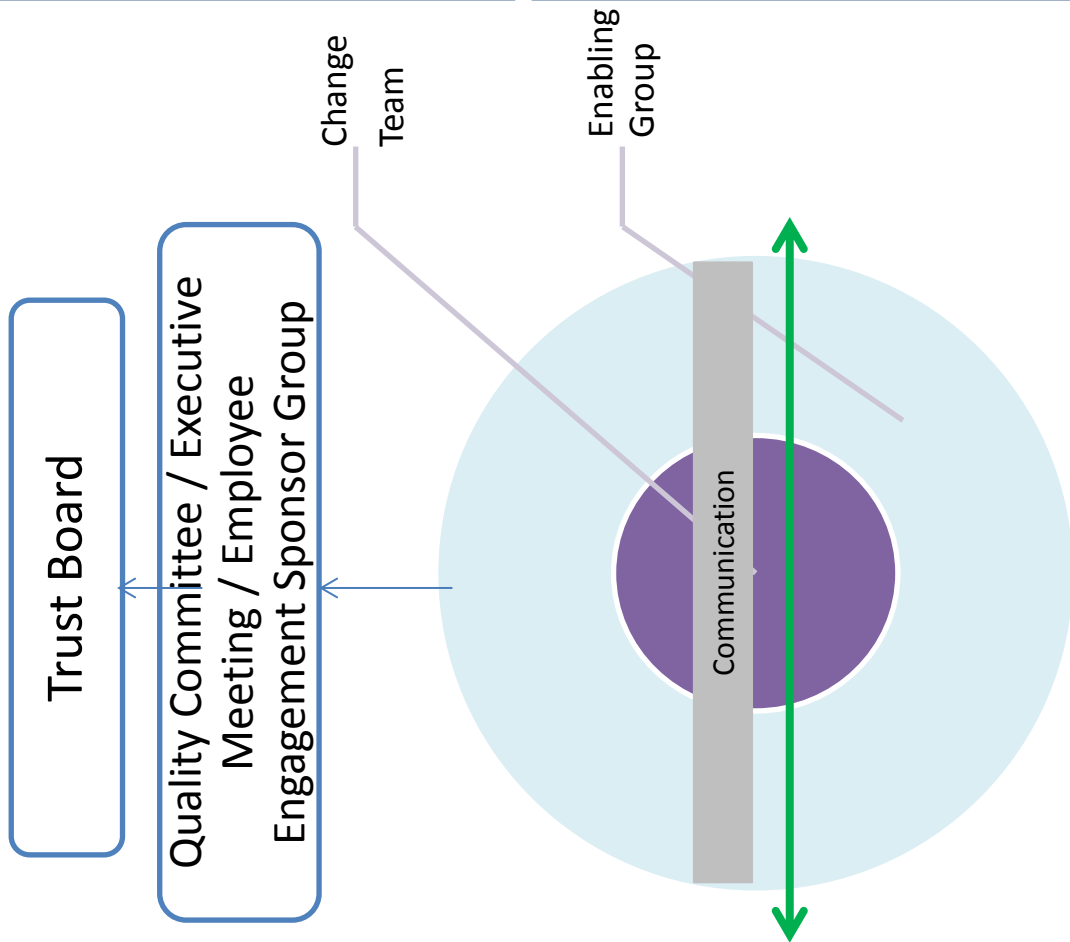 Trust Board
Quality Committee / Executive
Meeting / Employee
Engagement Sponsor Group
Change
Team
Enabling
Group
Communication